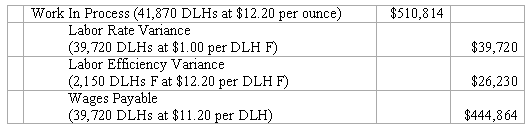 Work In Process (41,870 DLHs at $12.20 per ounce) $510,814
Labor Rate Variance
(39,720 DLHs at $1.00 per DLH F) $39,720
Labor Efficiency Variance
(2,150 DLHs F at $12.20 per DLH F) $26,230
Wages Payable
(39,720 DLHs at $11.20 per DLH) $444,864